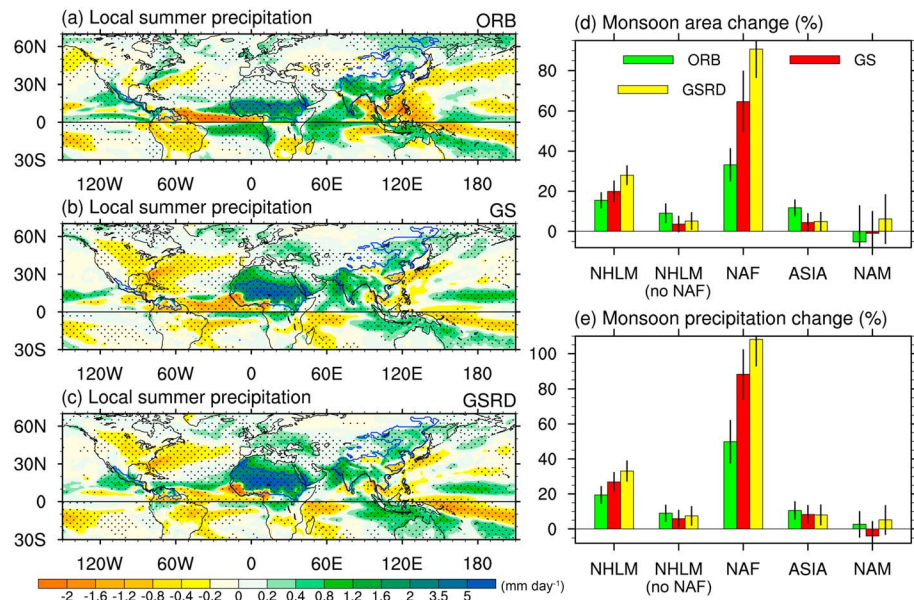 (a) Local summer precipitation ORB
60N
30N
0
30S
120W 60W 0 60E 120E 180
(b) Local summer precipitation GS
60N
30N
0
30S
120W 60W 0 60E 120E 180
(c) Local summer precipitation GSRD
60N
30N
0
30S
120W 60W 0 60E 120E 180
-2 -1.6 -1.2 -0.8 -0.4 -0.2 0 0.2 0.4 0.8 1.2 1.6 2 3.5 5 (mm day-1)
(d) Monsoon area change (%)
ORB GS
GSRD
80
60
40
20
0
NHLM NHLM NAF ASIA NAM
(no NAF)
(e) Monsoon precipitation change (%)
100
80
60
40
20
0
NHLM NHLM NAF ASIA NAM
(no NAF)